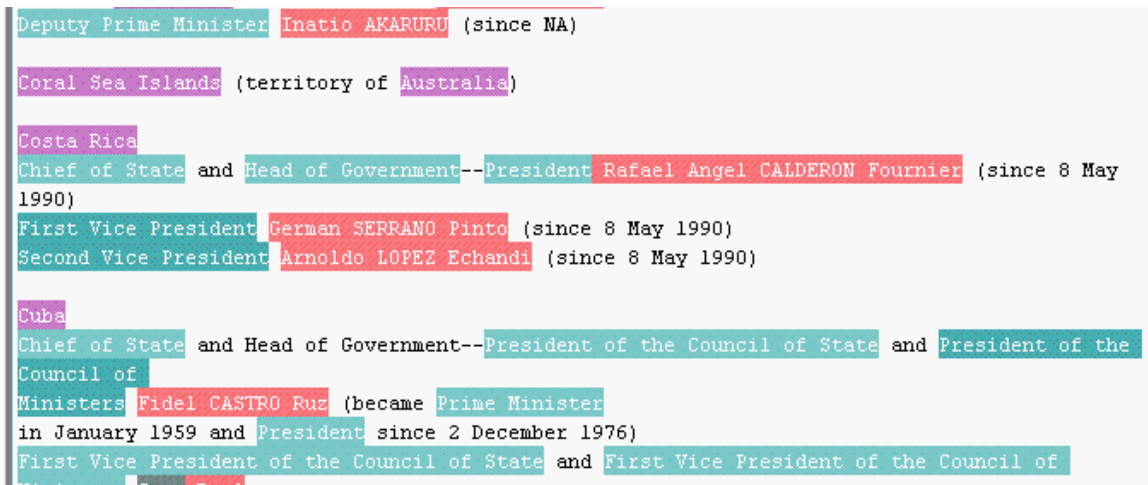 Deputy Prime Minister Inatio AKARURU (since NA)
Coral Sea Islands (territory of Australia)
Costa Rica
Chief of State and Head of Government--President Rafael Angel CALDERON Fournier (since 8 May
1990)
First Vice President German SERRANO Pinto (since 8 May 1990)
Second Vice President Arnoldo LOPEZ Echandi (since 8 May 1990)
Cuba
Chief of State and Head of Government--President of the Council of State and President of the
Council of
Ministers Fidel CASTRO Ruz (became Prime Minister
in January 1959 and President since 2 December 1976)
First Vice President of the Council of State and First Vice President of the Council of